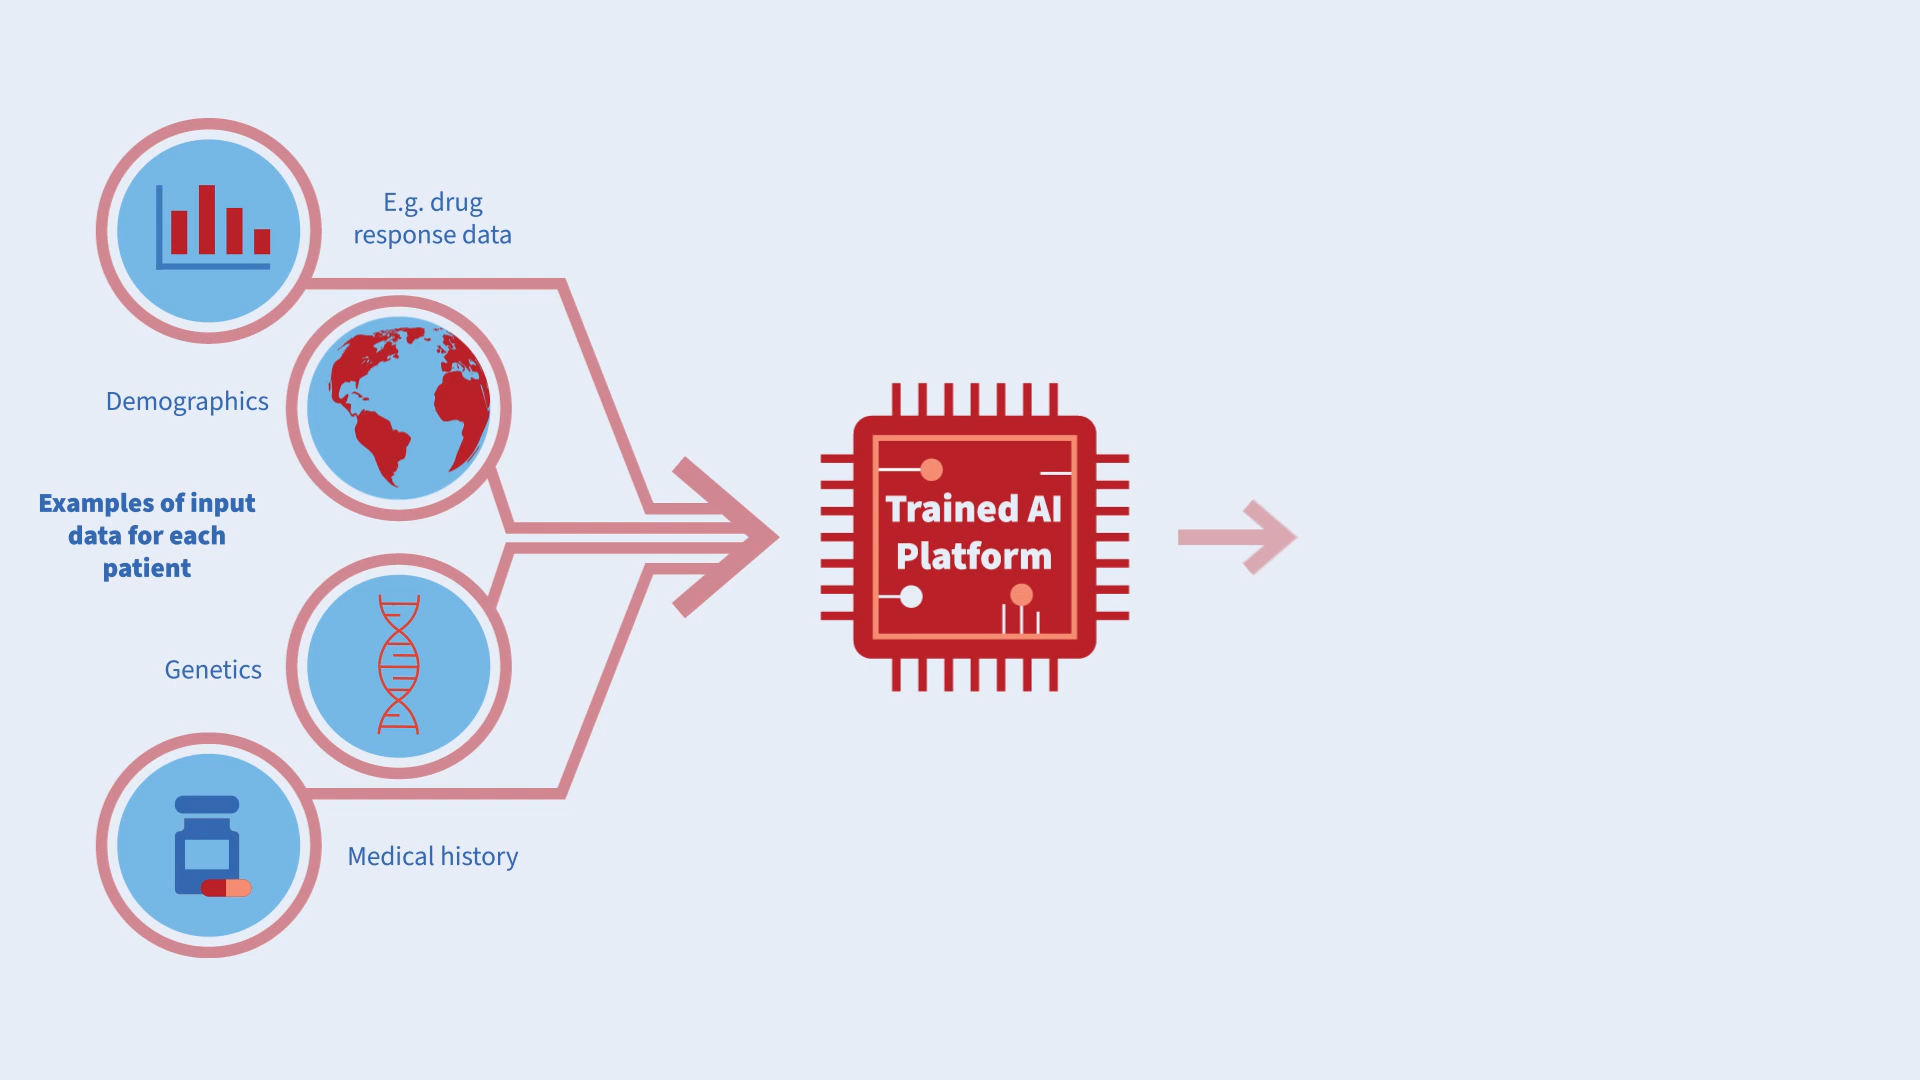 E.g. drug
response data
Demographics
Examples of input
data for each
patient
Genetics
Medical history
Trained AI
Platform